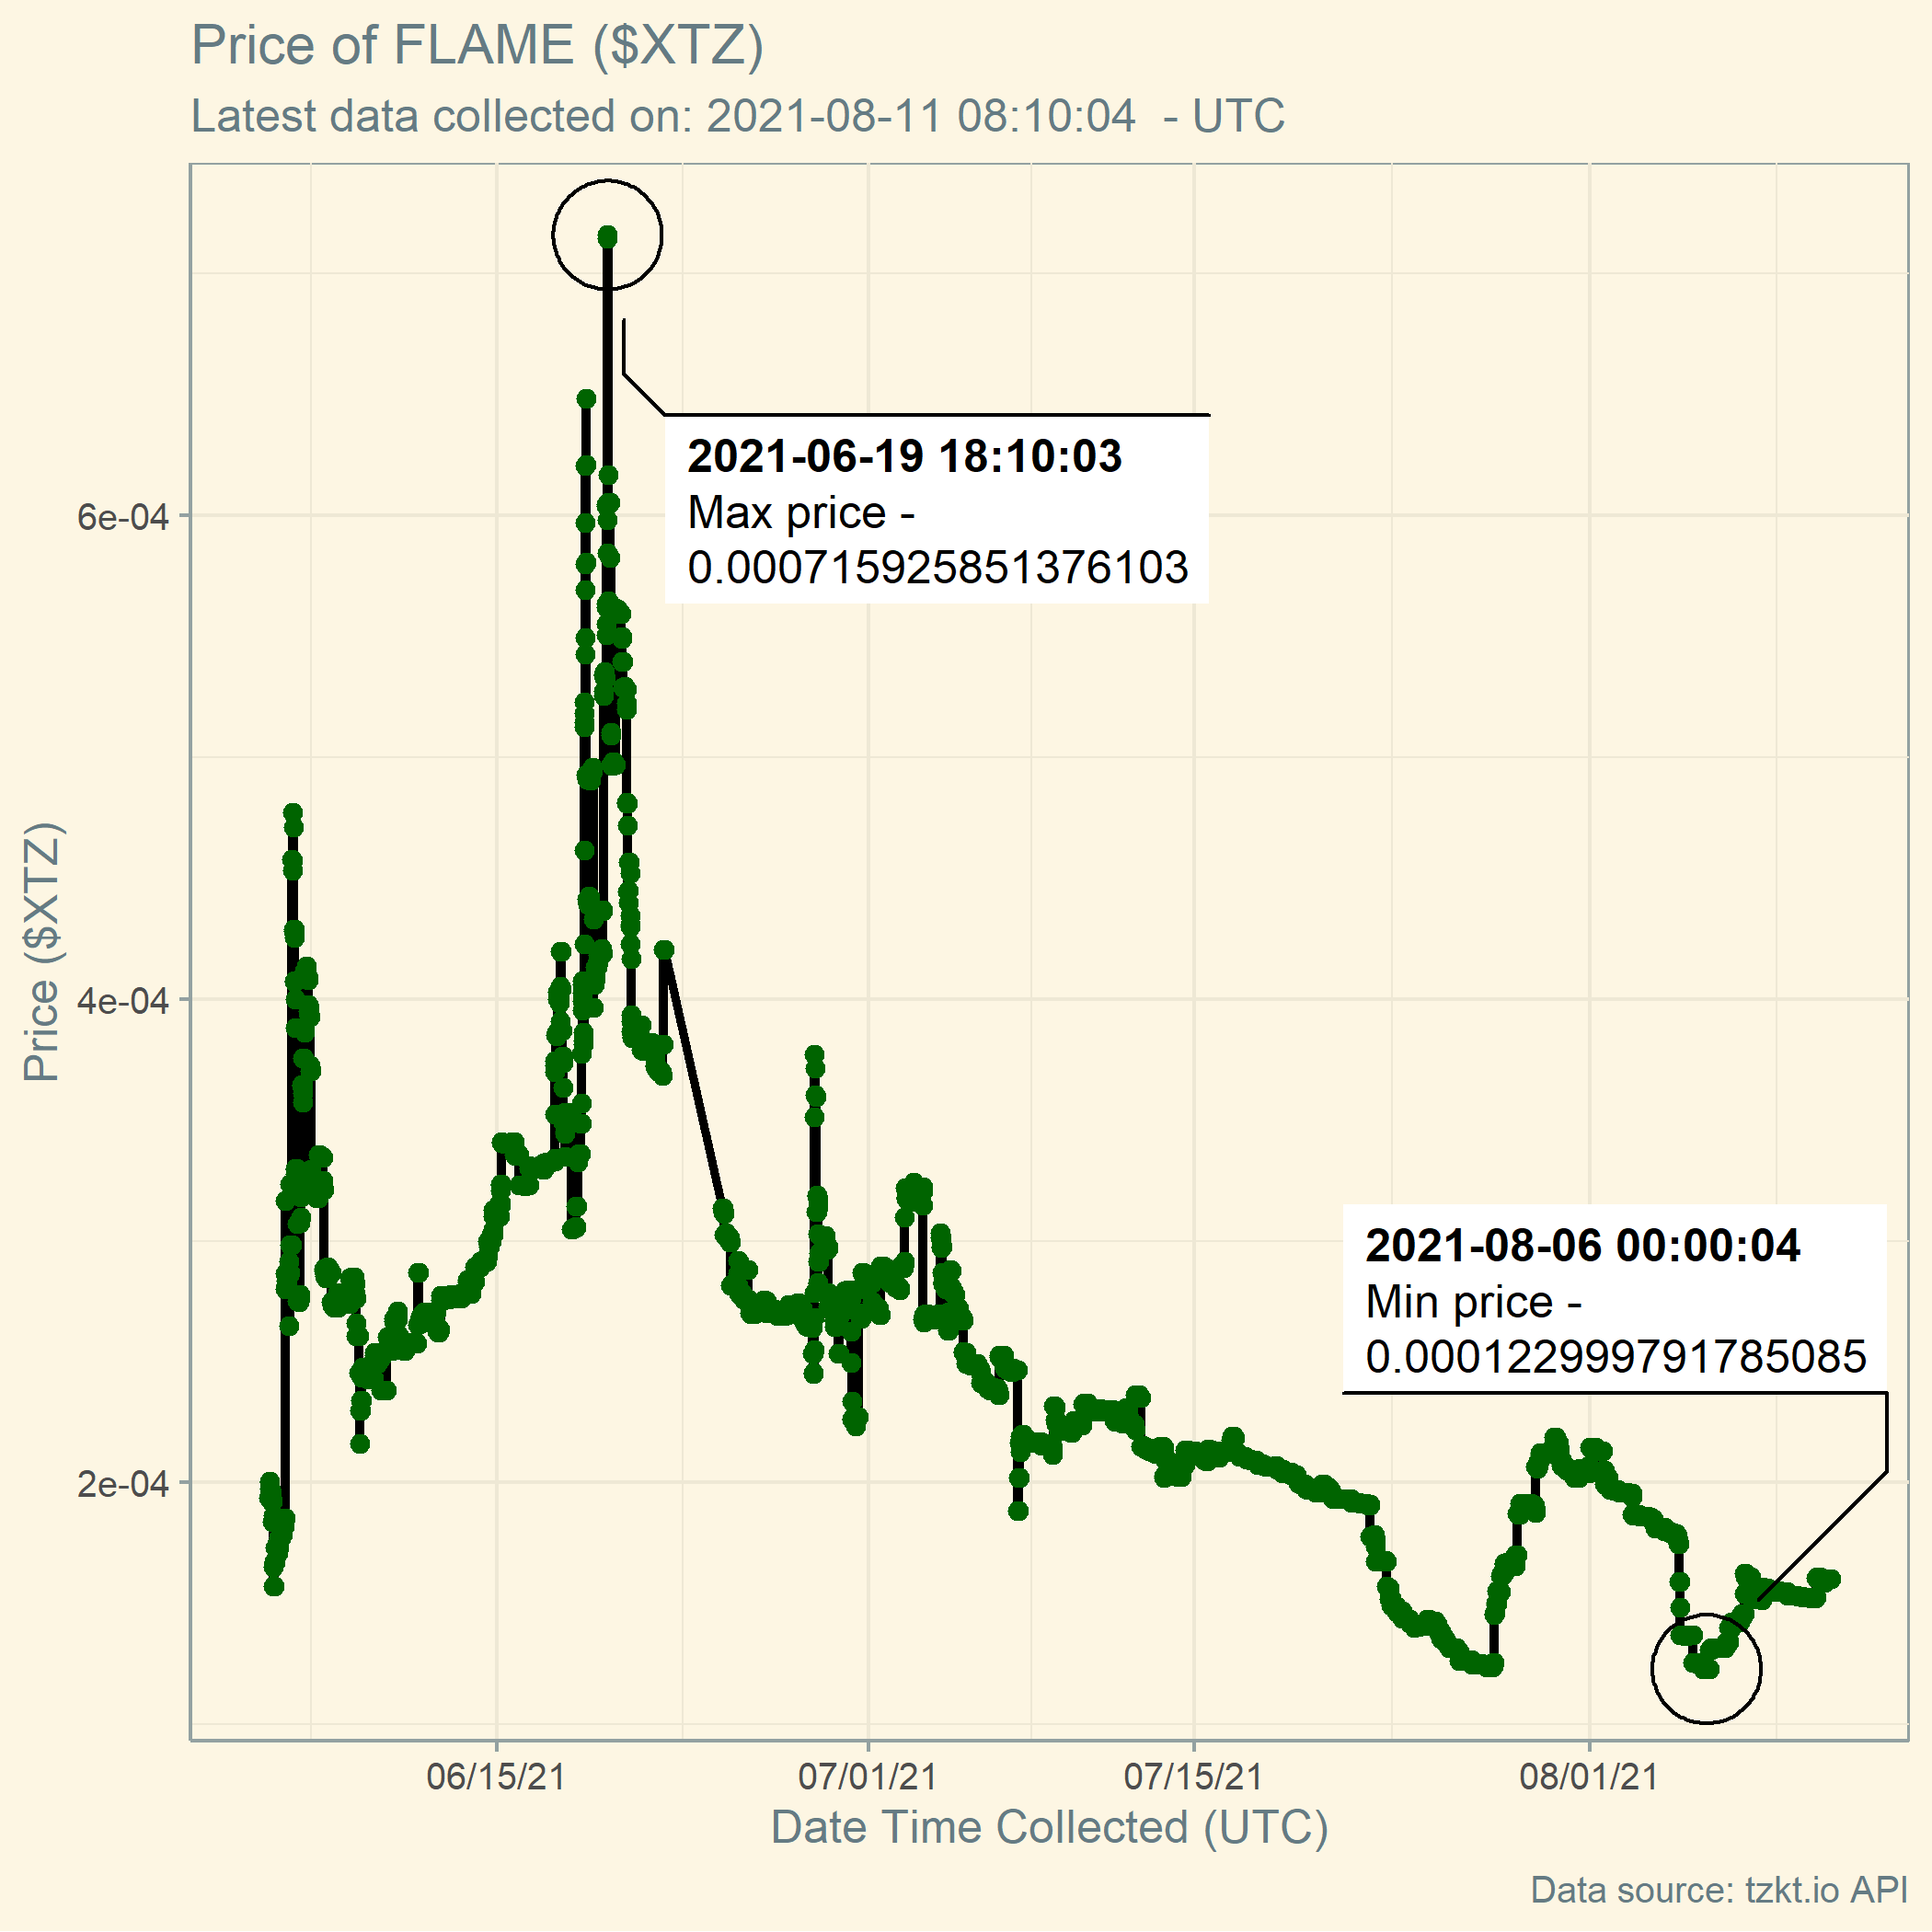 Price of FLAME ($XTZ)
Latest data collected on: 2021-08-11 08:10:04  - UTC
2021-06-19 18:10:03
Max price -
0.000715925851376103
6e-04
4e-04
2e-04
Price ($XTZ)
2021-08-06 00:00:04
Min price -
0.000122999791785085
06/15/21
07/01/21
07/15/21
08/01/21
Date Time Collected (UTC)
Data source: tzkt.io API